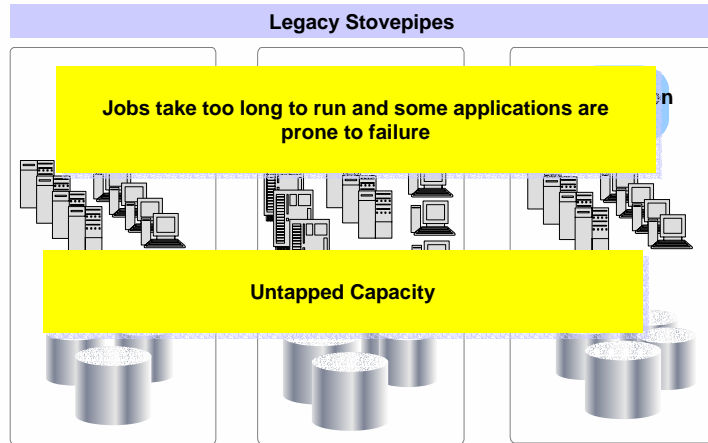 Legacy Stovepipes
Jobs take too long to run and some applications are
prone to failure
Untapped Capacity